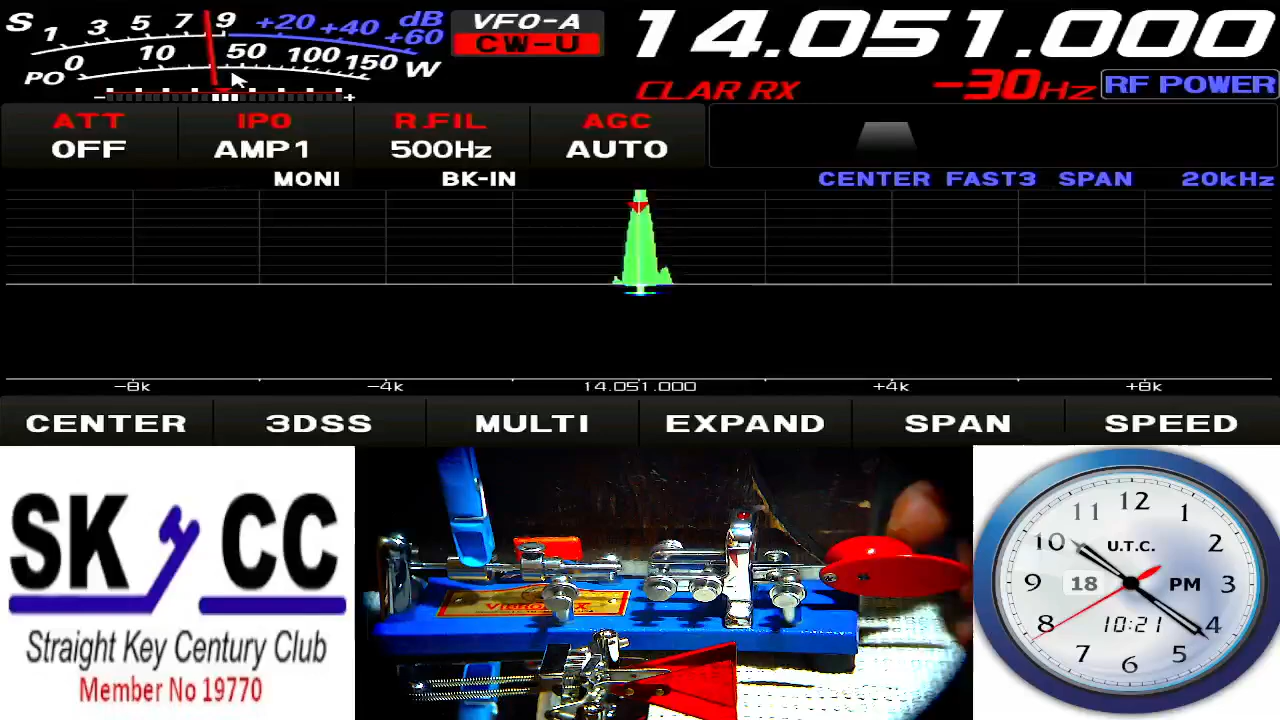 S 1 3 5 7 9 +20 +40 +60 dB
PO 0 10 50 100 150 W
- +
VFO-A
CW-U
14.051.000
CLAR RX -30Hz RF POWER
ATT IPO R.FIL AGC
OFF AMP1 500Hz AUTO
MONI BK-IN CENTER FAST3 SPAN 20kHz
-8k -4k 14.051.000 +4k +8k
CENTER 3DSS MULTI EXPAND SPAN SPEED
SK CC
Straight Key Century Club
Member No 19770
12
11 1
10 U.T.C. 2
9 18 PM 3
8 10:21 4
7 6 5